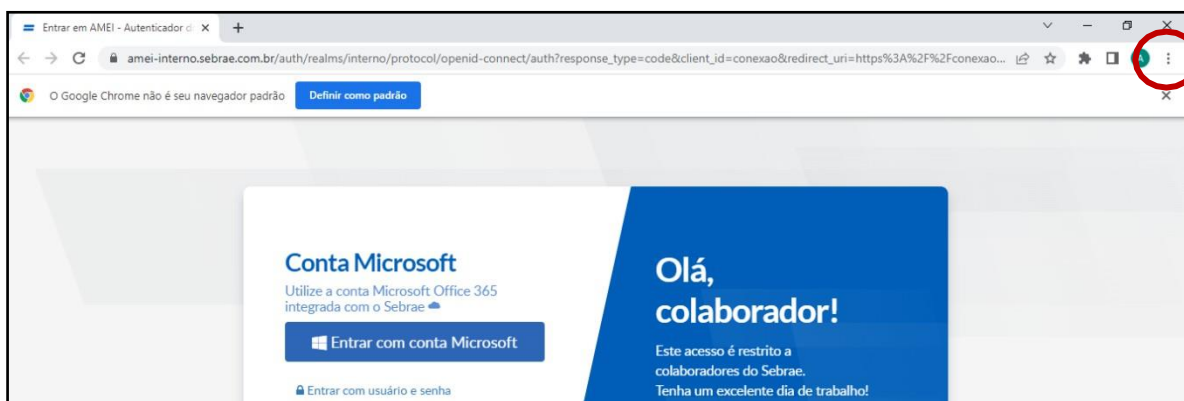 Entrar em AMEI - Autenticador d
amei-interno.sebrae.com.br/auth/realms/interno/protocol/openid-connect/auth?response_type=code&client_id=conexao&redirect_uri=https%3A%2F%2Fconexao...
A
O Google Chrome não é seu navegador padrão
Definir como padrão
Conta Microsoft
Utilize a conta Microsoft Office 365
integrada com o Sebrae
Entrar com conta Microsoft
Entrar com usuário e senha
Olá,
colaborador!
Este acesso é restrito a
colaboradores do Sebrae.
Tenha um excelente dia de trabalho!